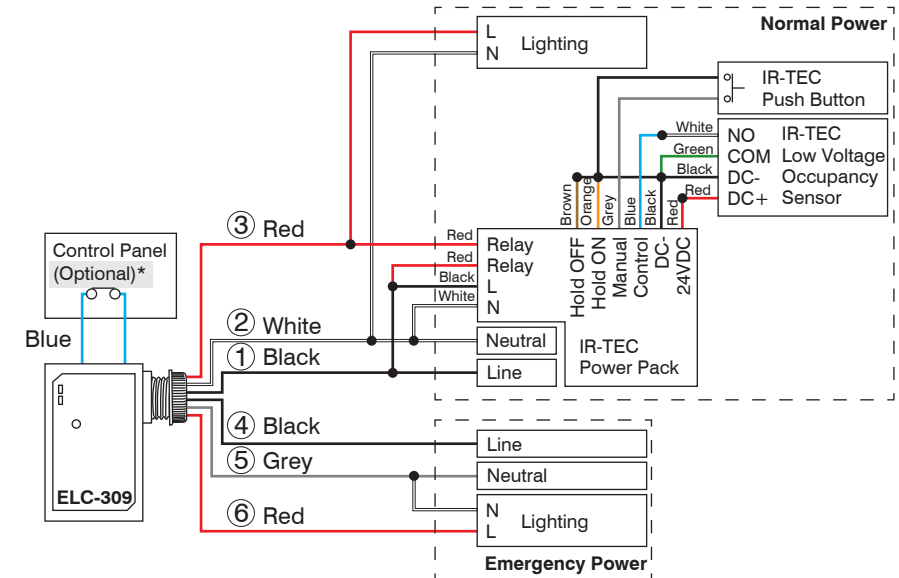 Normal Power
L
N
Lighting
IR-TEC
Push Button
White
Green
Black
Red
NO
COM
DC-
DC+
IR-TEC
Low Voltage
Occupancy
Sensor
Brown
Orange
Grey
Blue
Black
Red
③ Red
Control Panel
(Optional)*
Blue
Red
Red
Black
White
Relay
Relay
L
N
Hold OFF
Hold ON
Manual
Control
DC-
24VDC
IR-TEC
Power Pack
② White
Neutral
① Black
Line
④ Black
Line
⑤ Grey
Neutral
ELC-309
⑥ Red
N
L
Lighting
Emergency Power